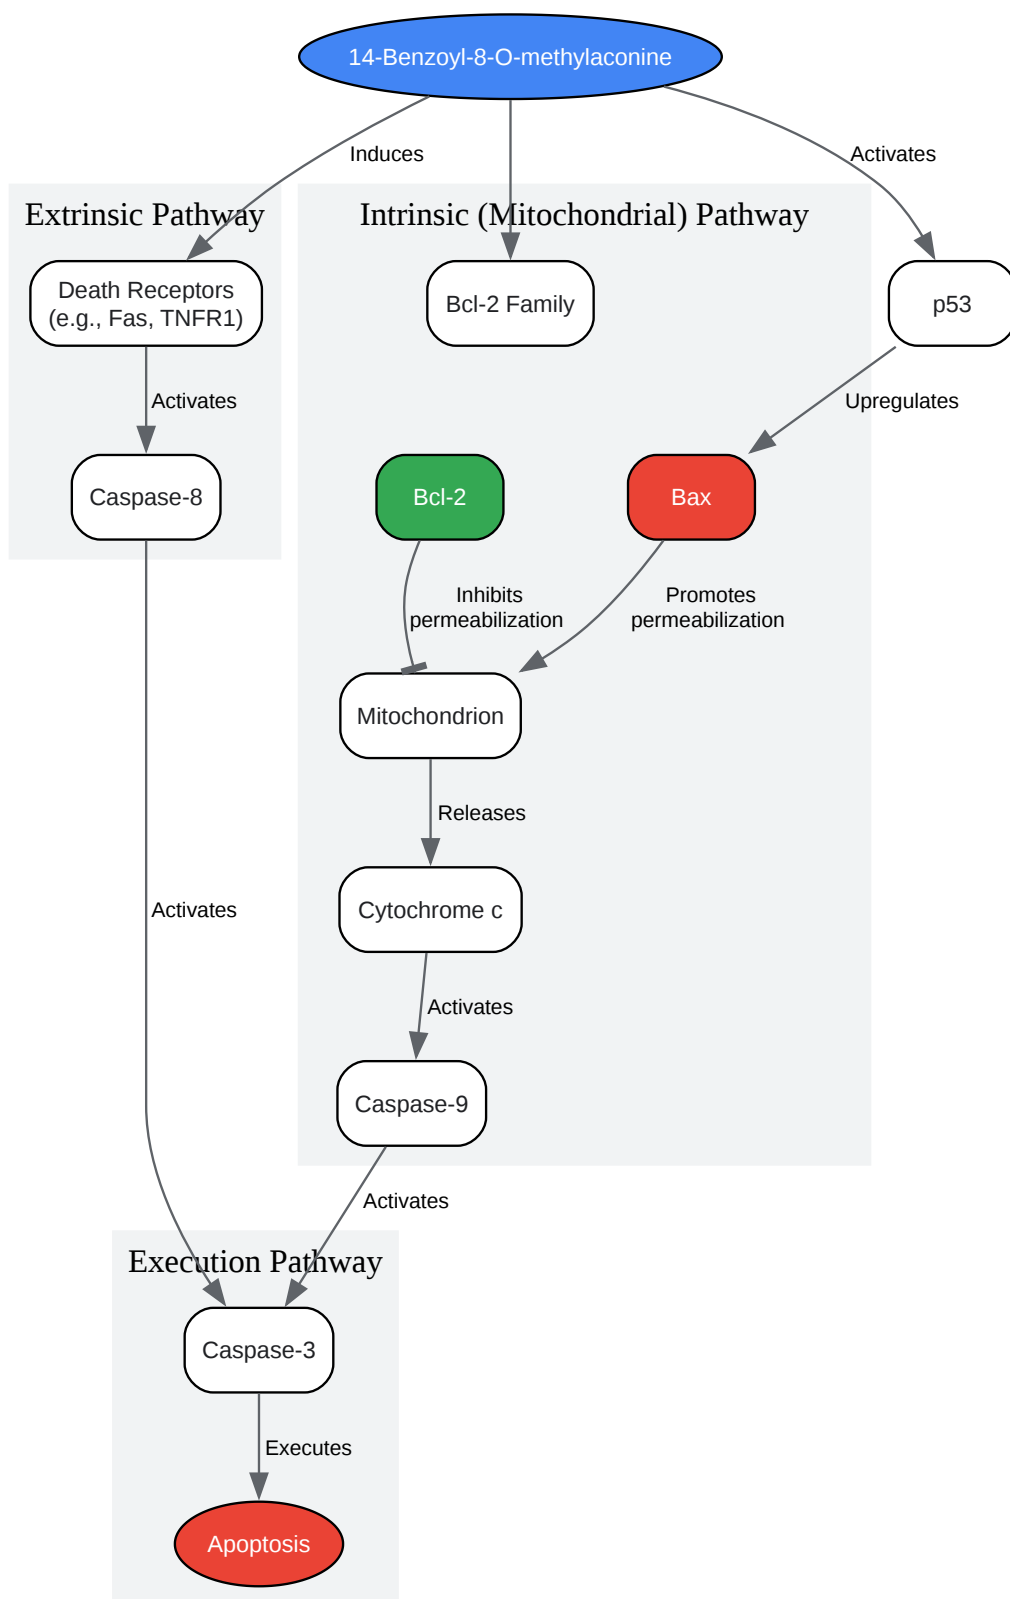 14-Benzoyl-8-O-methylaconine
Induces
Activates
Extrinsic Pathway
Intrinsic (Mitochondrial) Pathway
Death Receptors
(e.g., Fas, TNFR1)
Bcl-2 Family
p53
Activates
Upregulates
Caspase-8
Bcl-2
Bax
Inhibits
permeabilization
Promotes
permeabilization
Mitochondrion
Releases
Activates
Cytochrome c
Activates
Caspase-9
Activates
Execution Pathway
Caspase-3
Executes
Apoptosis